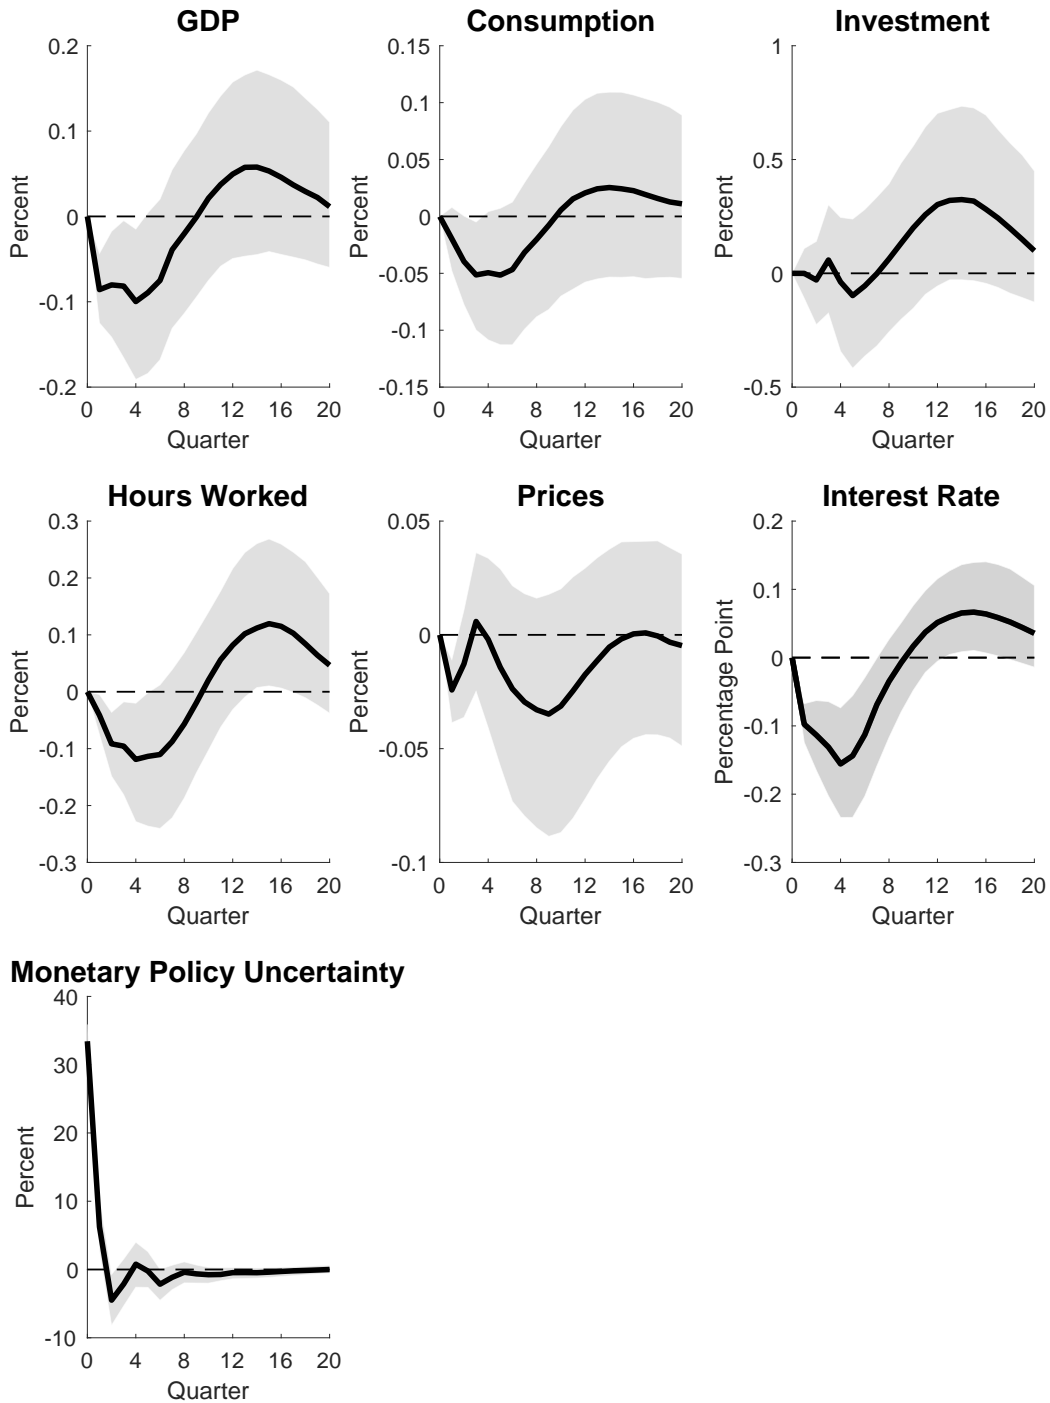 GDP
Percent
0.2
0.1
0
-0.1
-0.2
0 4 8 12 16 20
Quarter
Consumption
Percent
0.15
0.1
0.05
0
-0.05
-0.1
-0.15
0 4 8 12 16 20
Quarter
Investment
Percent
1
0.5
0
-0.5
0 4 8 12 16 20
Quarter
Hours Worked
Percent
0.3
0.2
0.1
0
-0.1
-0.2
-0.3
0 4 8 12 16 20
Quarter
Prices
Percent
0.05
0
-0.05
-0.1
0 4 8 12 16 20
Quarter
Interest Rate
Percentage Point
0.2
0.1
0
-0.1
-0.2
-0.3
0 4 8 12 16 20
Quarter
Monetary Policy Uncertainty
Percent
40
30
20
10
0
-10
0 4 8 12 16 20
Quarter